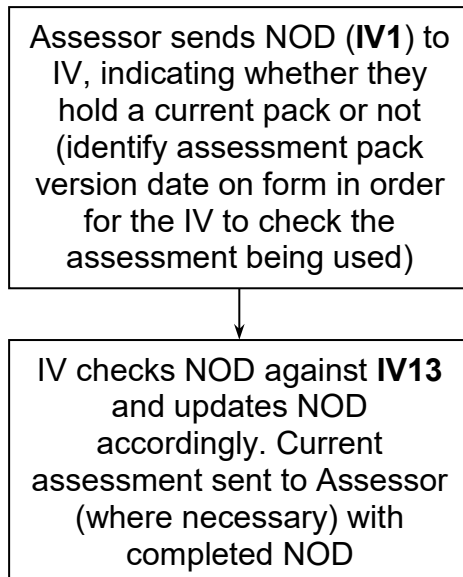 Assessor sends NOD (IV1) to
IV, indicating whether they
hold a current pack or not
(identify assessment pack
version date on form in order
for the IV to check the
assessment being used)
IV checks NOD against IV13
and updates NOD
accordingly. Current
assessment sent to Assessor
(where necessary) with
completed NOD